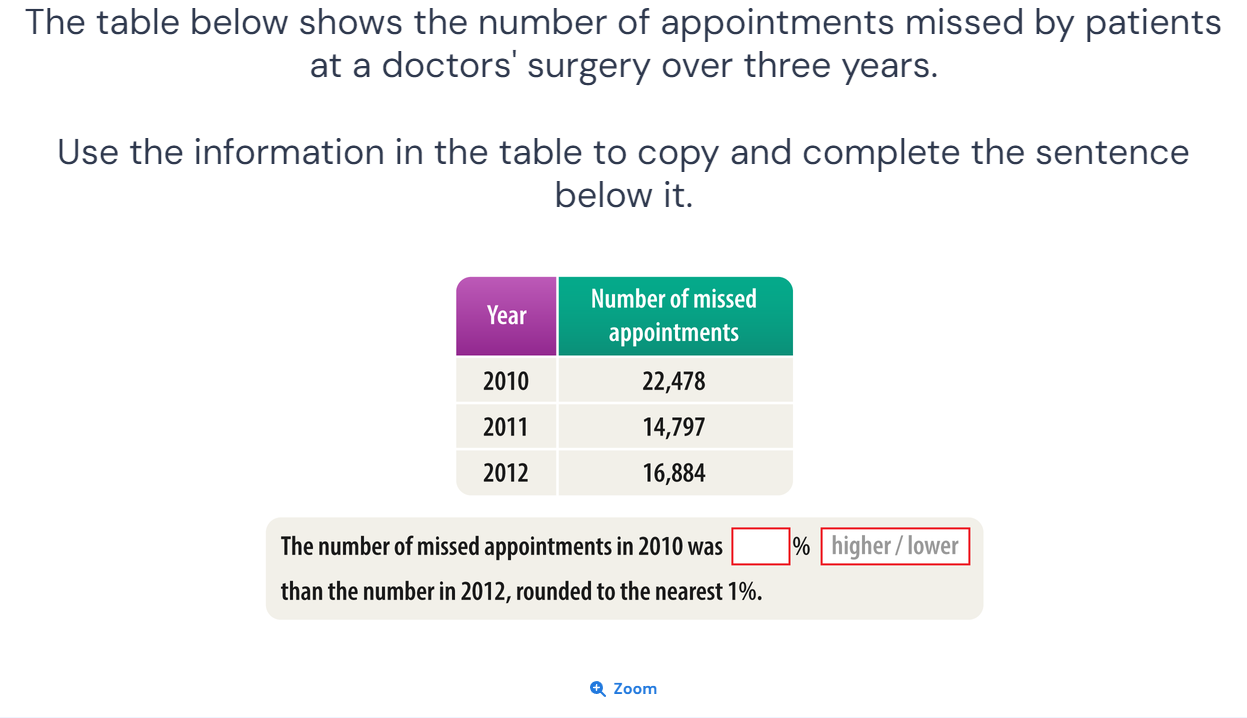 The table below shows the number of appointments missed by patients
at a doctors' surgery over three years.
Use the information in the table to copy and complete the sentence
below it.
Year Number of missed
appointments
2010 22,478
2011 14,797
2012 16,884
The number of missed appointments in 2010 was % higher / lower
than the number in 2012, rounded to the nearest 1%.
Zoom